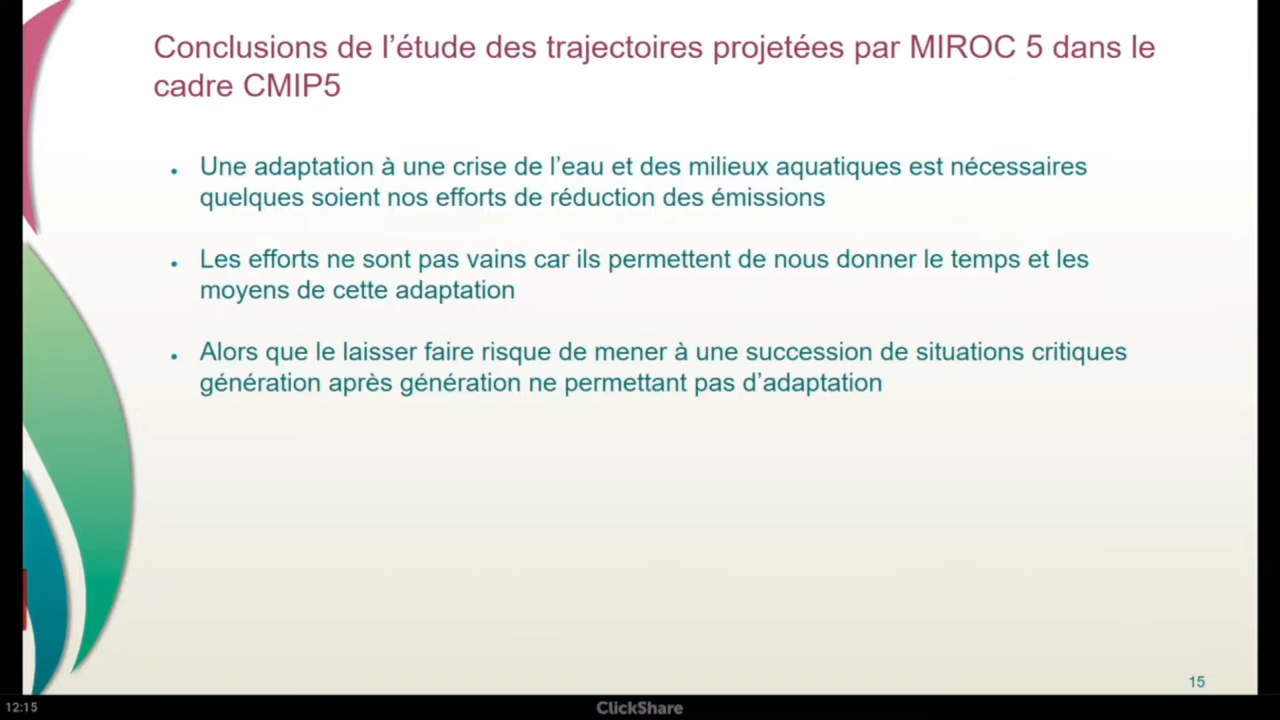 Conclusions de l’étude des trajectoires projetées par MIROC 5 dans le
cadre CMIP5
• Une adaptation à une crise de l’eau et des milieux aquatiques est nécessaires
quelques soient nos efforts de réduction des émissions
• Les efforts ne sont pas vains car ils permettent de nous donner le temps et les
moyens de cette adaptation
• Alors que le laisser faire risque de mener à une succession de situations critiques
génération après génération ne permettant pas d’adaptation
15
12:15
ClickShare